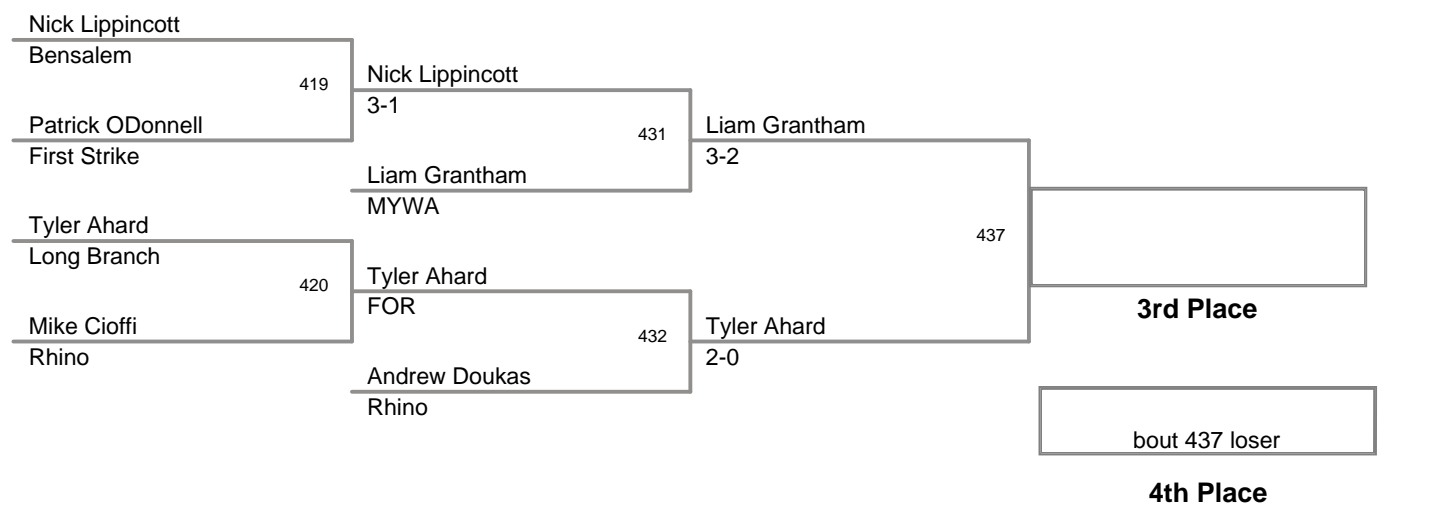 Nick Lippincott
Bensalem
419
Patrick ODonnell
First Strike
Tyler Ahard
Long Branch
420
Mike Cioffi
Rhino
Nick Lippincott
3-1
431
Liam Grantham
MYWA
Tyler Ahard
FOR
432
Andrew Doukas
Rhino
Liam Grantham
3-2
437
Tyler Ahard
2-0
3rd Place
bout 437 loser
4th Place